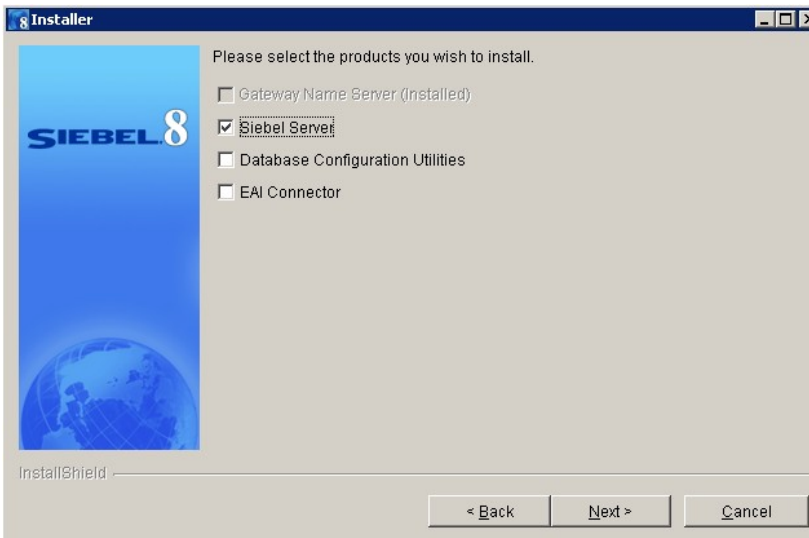 8 Installer
Please select the products you wish to install.
Gateway Name Server (Installed)
SIEBEL.8
Siebel Server
Database Configuration Utilities
EAI Connector
InstallShield
< Back
Next >
Cancel